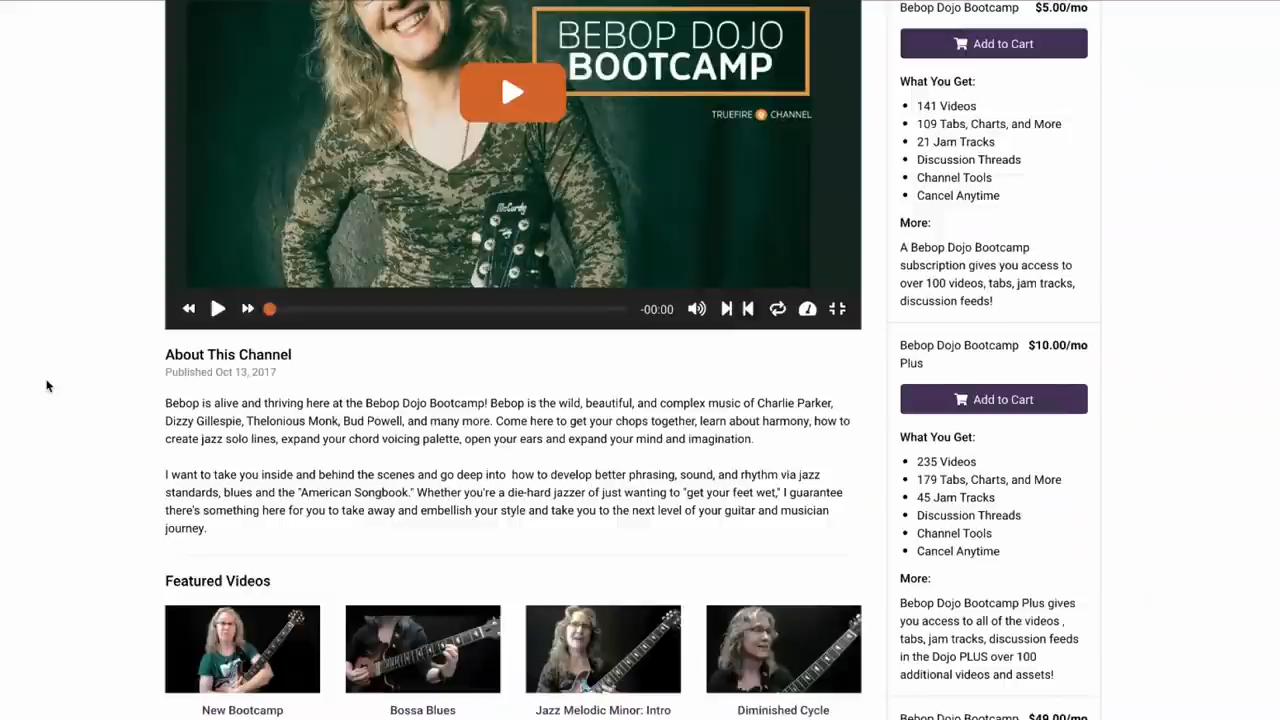 BEBOP DOJO
BOOTCAMP
TRUEFIRE CHANNEL
McCurdy
-00:00
About This Channel
Published Oct 13, 2017
Bebop is alive and thriving here at the Bebop Dojo Bootcamp! Bebop is the wild, beautiful, and complex music of Charlie Parker,
Dizzy Gillespie, Thelonious Monk, Bud Powell, and many more. Come here to get your chops together, learn about harmony, how to
create jazz solo lines, expand your chord voicing palette, open your ears and expand your mind and imagination.
I want to take you inside and behind the scenes and go deep into  how to develop better phrasing, sound, and rhythm via jazz
standards, blues and the "American Songbook." Whether you're a die-hard jazzer of just wanting to "get your feet wet," I guarantee
there's something here for you to take away and embellish your style and take you to the next level of your guitar and musician
journey.
Featured Videos
New Bootcamp
Bossa Blues
Jazz Melodic Minor: Intro
Diminished Cycle
Bebop Dojo Bootcamp $5.00/mo
Add to Cart
What You Get:
• 141 Videos
• 109 Tabs, Charts, and More
• 21 Jam Tracks
• Discussion Threads
• Channel Tools
• Cancel Anytime
More:
A Bebop Dojo Bootcamp
subscription gives you access to
over 100 videos, tabs, jam tracks,
discussion feeds!
Bebop Dojo Bootcamp $10.00/mo
Plus
Add to Cart
What You Get:
• 235 Videos
• 179 Tabs, Charts, and More
• 45 Jam Tracks
• Discussion Threads
• Channel Tools
• Cancel Anytime
More:
Bebop Dojo Bootcamp Plus gives
you access to all of the videos ,
tabs, jam tracks, discussion feeds
in the Dojo PLUS over 100
additional videos and assets!
Bebop Dojo Bootcamp $49.00/mo